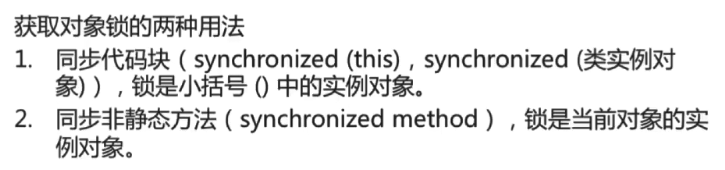 获取对象锁的两种用法
1. 同步代码块（synchronized (this)，synchronized (类实例对
象)），锁是小括号 () 中的实例对象。
2. 同步非静态方法（synchronized method），锁是当前对象的实
例对象。